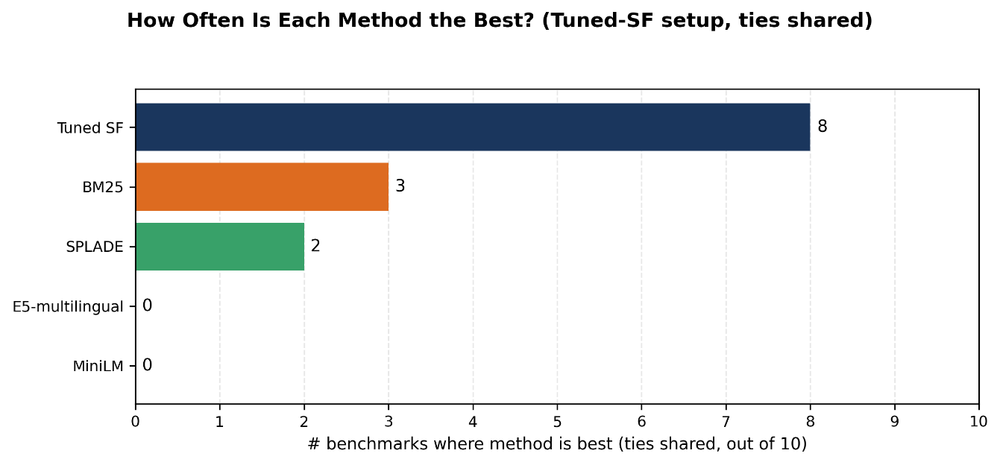 How Often Is Each Method the Best? (Tuned-SF setup, ties shared)
Tuned SF 8
BM25 3
SPLADE 2
E5-multilingual 0
MiniLM 0
0 1 2 3 4 5 6 7 8 9 10
# benchmarks where method is best (ties shared, out of 10)